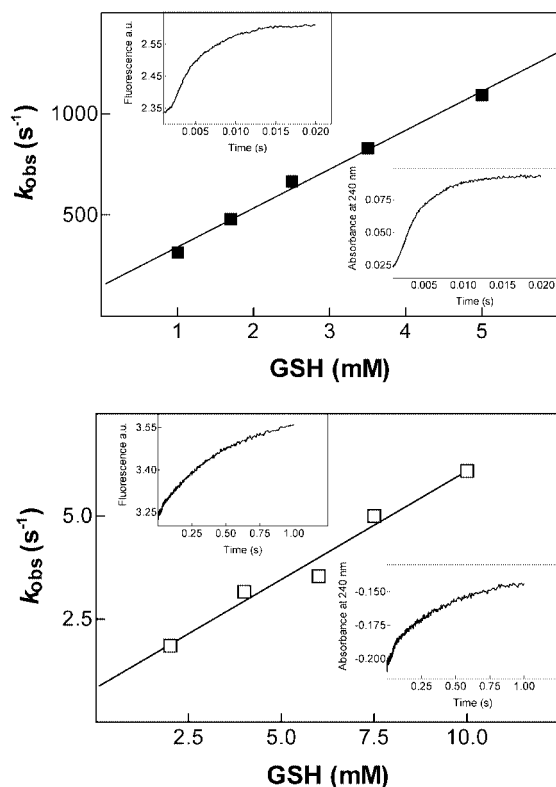 Fluorescence a.u.
2.55
2.45
2.35
0.005 0.010 0.015 0.020
Time (s)
kobs (s-1)
1000
500
Absorbance at 240 nm
0.075
0.050
0.025
0.005 0.010 0.015 0.020
Time (s)
1 2 3 4 5
GSH (mM)
Fluorescence a.u.
3.55
3.40
3.25
0.25 0.50 0.75 1.00
Time (s)
kobs (s-1)
5.0
2.5
Absorbance at 240 nm
-0.150
-0.175
-0.200
0.25 0.50 0.75 1.00
Time (s)
2.5 5.0 7.5 10.0
GSH (mM)